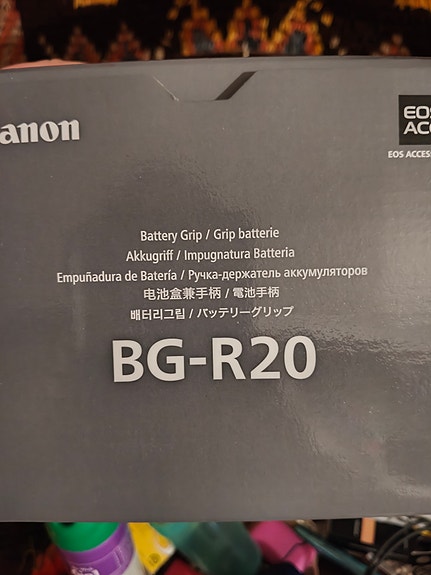 anon
EOS
ACC
EOS ACCESS
Battery Grip / Grip batterie
Akkugriff / Impugnatura Batteria
Empuñadura de Batería / Ручка-держатель аккумуляторов
电池盒兼手柄 / 電池手柄
배터리그립 / バッテリーグリップ
BG-R20